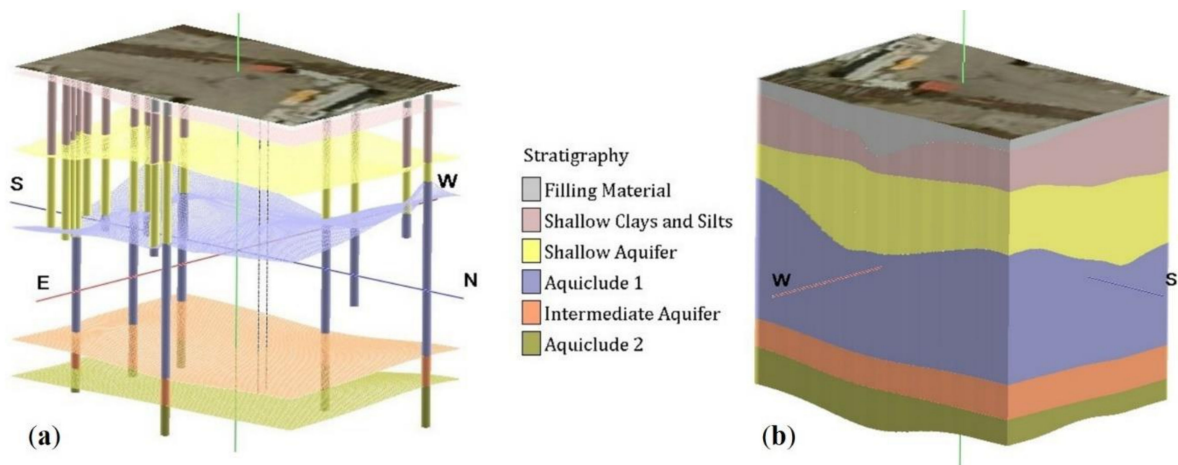 S
W
E
N
(a)
Stratigraphy
Filling Material
Shallow Clays and Silts
Shallow Aquifer
Aquiclude 1
Intermediate Aquifer
Aquiclude 2
W
S
(b)